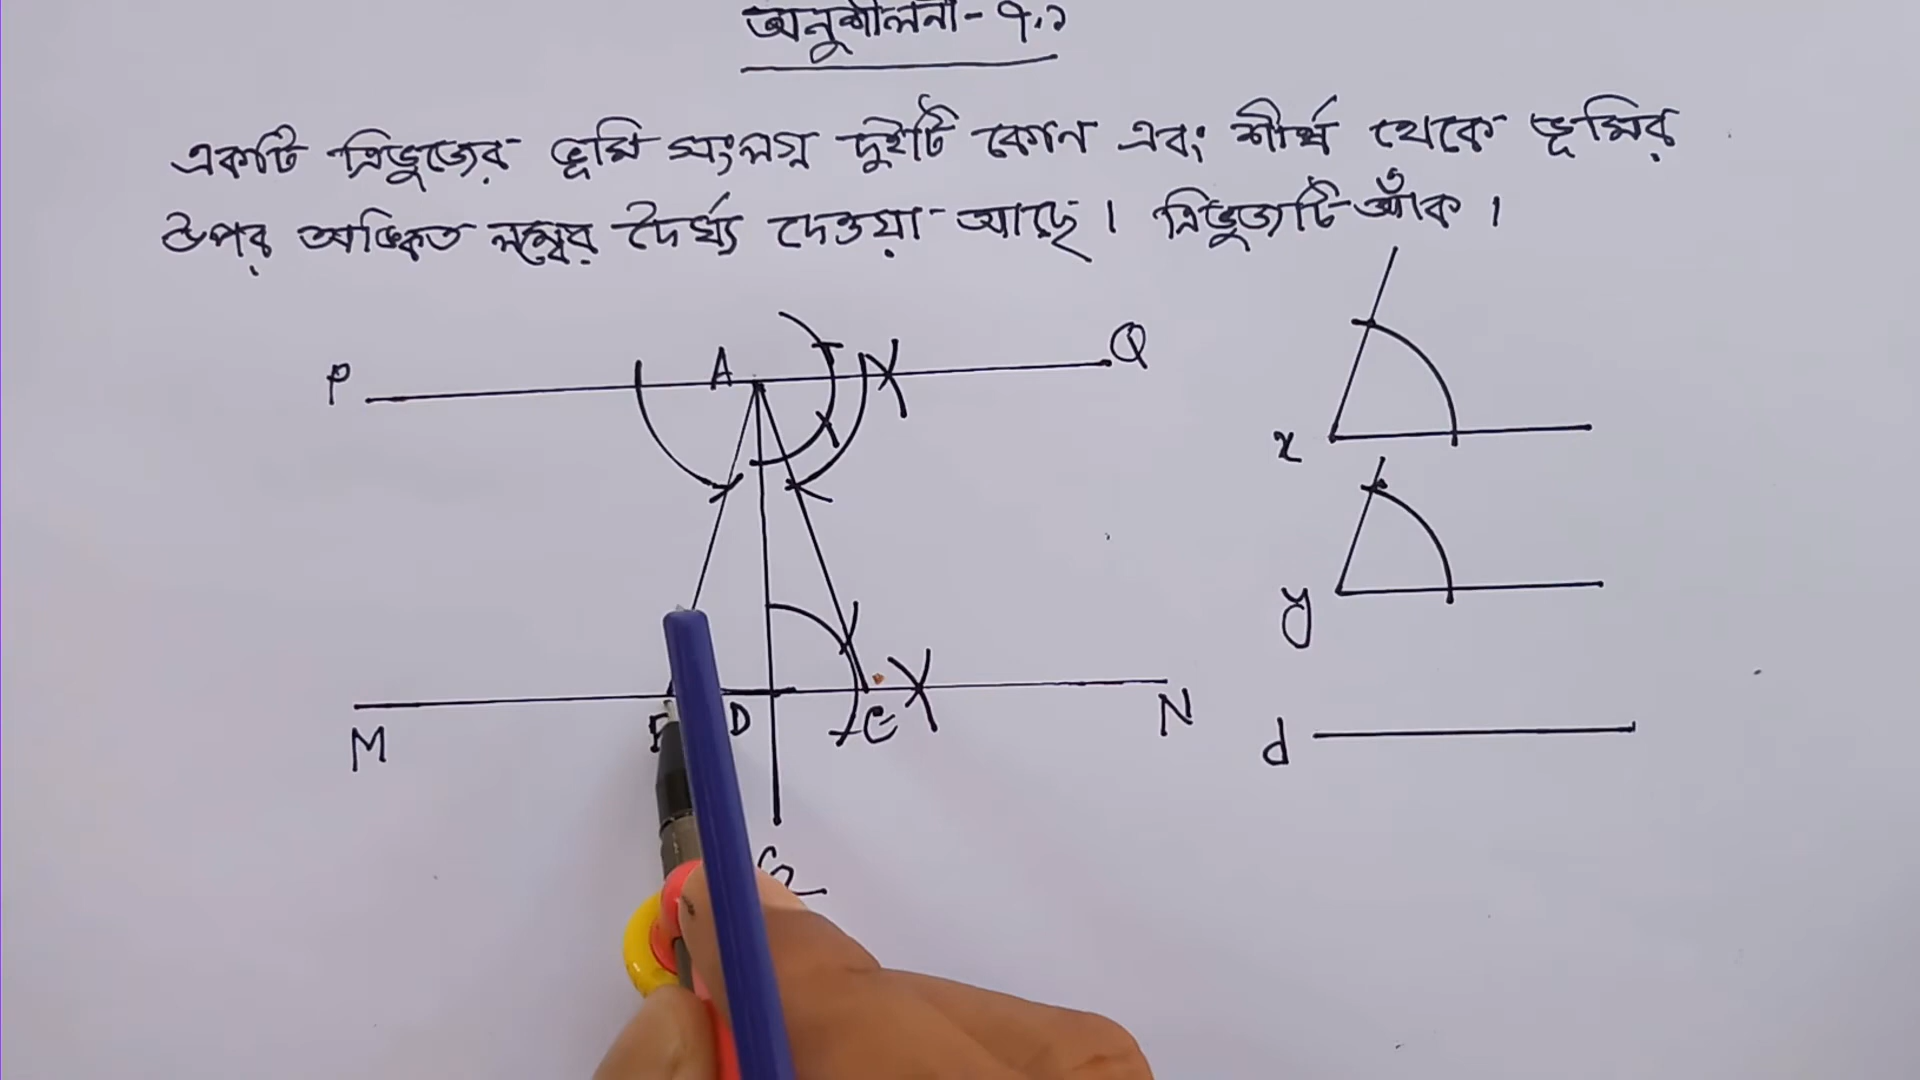 অনুশীলনী-৭.১
একটি ত্রিভুজের ভূমি সংলগ্ন দুইটি কোন এবং শীর্ষ থেকে ভূমির
উপর অঙ্কিত লম্বের দৈর্ঘ্য দেওয়া আছে। ত্রিভুজটি আঁক।
P A Q
x
y
M D C N
d